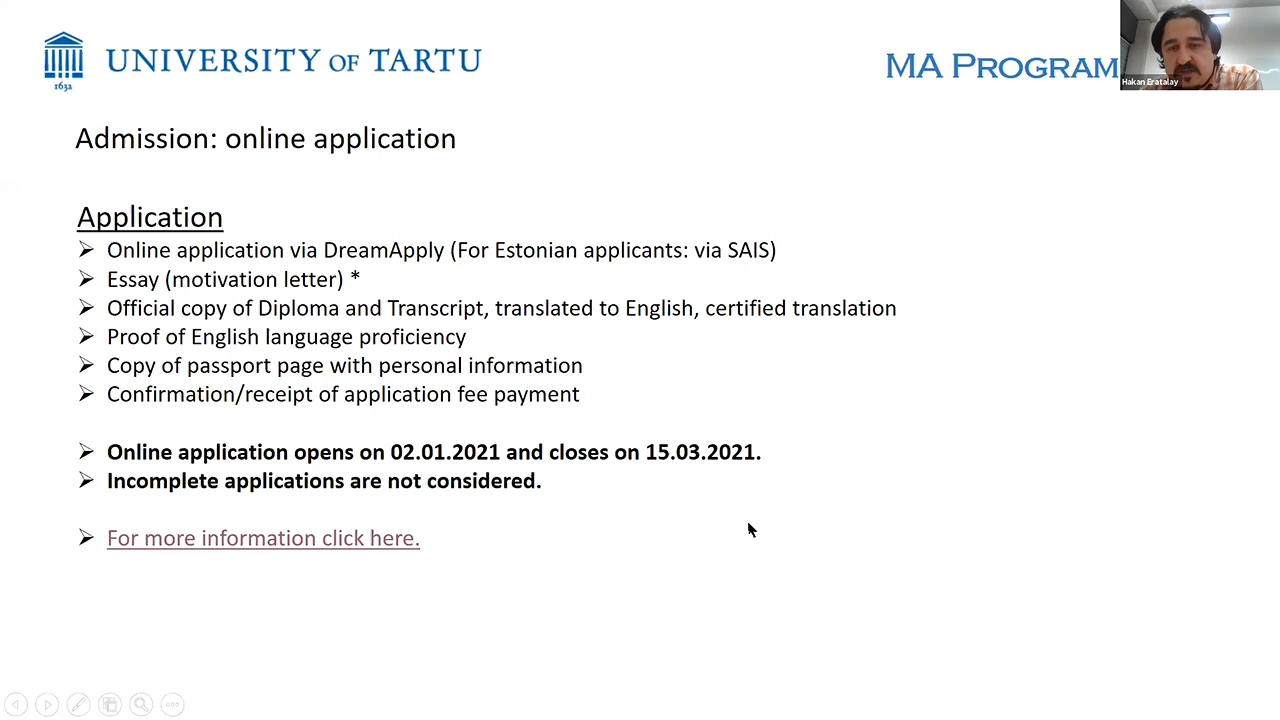 UNIVERSITY OF TARTU
1632
MA PROGRAM
Hakan Eratalay
Admission: online application
Application
Online application via DreamApply (For Estonian applicants: via SAIS)
Essay (motivation letter) *
Official copy of Diploma and Transcript, translated to English, certified translation
Proof of English language proficiency
Copy of passport page with personal information
Confirmation/receipt of application fee payment
Online application opens on 02.01.2021 and closes on 15.03.2021.
Incomplete applications are not considered.
For more information click here.